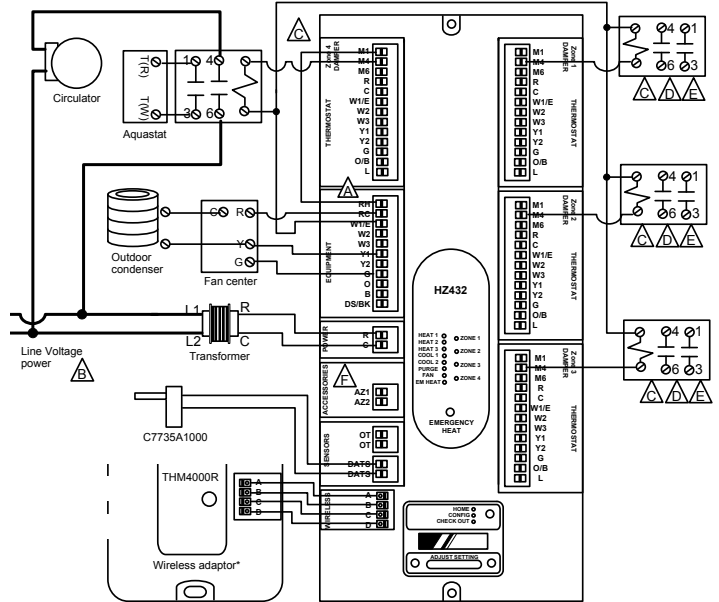 Circulator
T(R)
T(W)
Aquastat
1
4
3
6
C
Zone 4
DAMPER
THERMOSTAT
M1
M4
M6
R
C
W1/E
W2
W3
Y1
Y2
G
O/B
L
A
EQUIPMENT
RH
RC
W1/E
W2
W3
Y1
Y2
G
O
B
DS/BK
POWER
R
C
ACCESSORIES
F
AZ1
AZ2
SENSORS
OT
OT
DATS
DATS
WIRELESS
A
B
C
D
Outdoor
condenser
C
R
Y
G
Fan center
L1
R
L2
C
Transformer
Line Voltage
power
B
C7735A1000
THM4000R
A
B
C
B
Wireless adaptor*
HZ432
HEAT 1
HEAT 2
HEAT 3
COOL 1
COOL 2
PURGE
FAN
EM HEAT
ZONE 1
ZONE 2
ZONE 3
ZONE 4
EMERGENCY
HEAT
HOME
CONFIG
CHECK OUT
ADJUST SETTING
M1
M4
M6
R
C
W1/E
W2
W3
Y1
Y2
G
O/B
L
Zone 1
DAMPER
THERMOSTAT
M1
M4
M6
R
C
W1/E
W2
W3
Y1
Y2
G
O/B
L
Zone 2
DAMPER
THERMOSTAT
M1
M4
M6
R
C
W1/E
W2
W3
Y1
Y2
G
O/B
L
Zone 3
DAMPER
THERMOSTAT
4
1
6
3
C
D
E
4
1
6
3
C
D
E
4
1
6
3
C
D
E